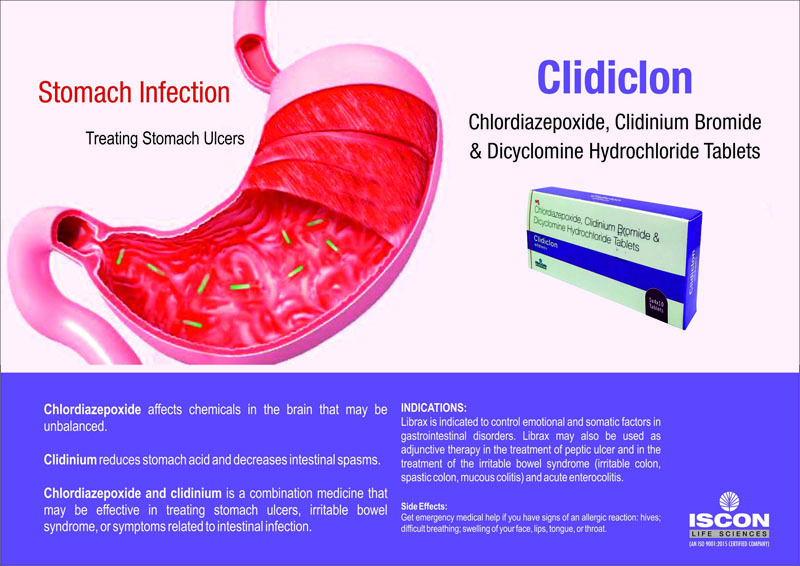 Stomach Infection
Treating Stomach Ulcers
Clidiclon
Chlordiazepoxide, Clidinium Bromide
& Dicyclomine Hydrochloride Tablets
Chlordiazepoxide, Clidinium Bromide &
Dicyclomine Hydrochloride Tablets
Clidiclon
ISCON
Tablets
Clidiclon
Chlordiazepoxide affects chemicals in the brain that may be
unbalanced.
Clidinium reduces stomach acid and decreases intestinal spasms.
Chlordiazepoxide and clidinium is a combination medicine that
may be effective in treating stomach ulcers, irritable bowel
syndrome, or symptoms related to intestinal infection.
INDICATIONS:
Librax is indicated to control emotional and somatic factors in
gastrointestinal disorders. Librax may also be used as
adjunctive therapy in the treatment of peptic ulcer and in the
treatment of the irritable bowel syndrome (irritable colon,
spastic colon, mucous colitis) and acute enterocolitis.
Side Effects:
Get emergency medical help if you have signs of an allergic reaction: hives;
difficult breathing; swelling of your face, lips, tongue, or throat.
ISCON
LIFE SCIENCES
(AN ISO 9001:2015 CERTIFIED COMPANY)